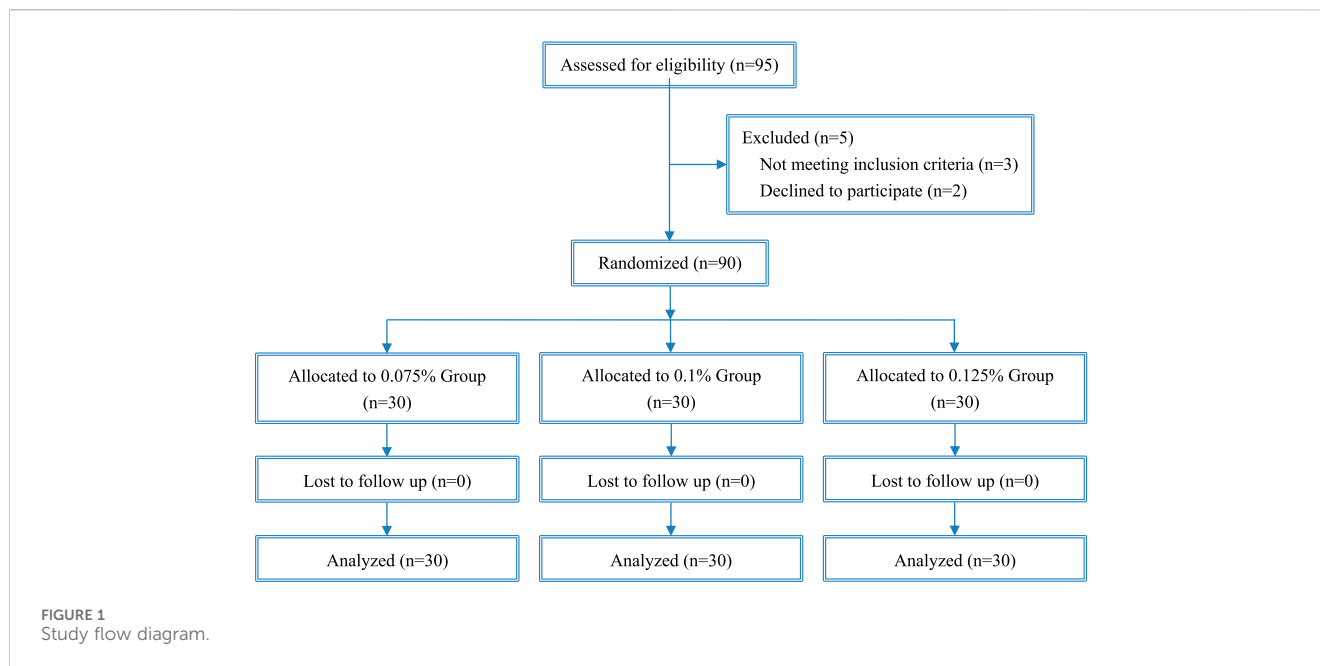 Assessed for eligibility (n=95)
Excluded (n=5)
Not meeting inclusion criteria (n=3)
Declined to participate (n=2)
Randomized (n=90)
Allocated to 0.075% Group
(n=30)
Allocated to 0.1% Group
(n=30)
Allocated to 0.125% Group
(n=30)
Lost to follow up (n=0)
Lost to follow up (n=0)
Lost to follow up (n=0)
Analyzed (n=30)
Analyzed (n=30)
Analyzed (n=30)
FIGURE 1
Study flow diagram.